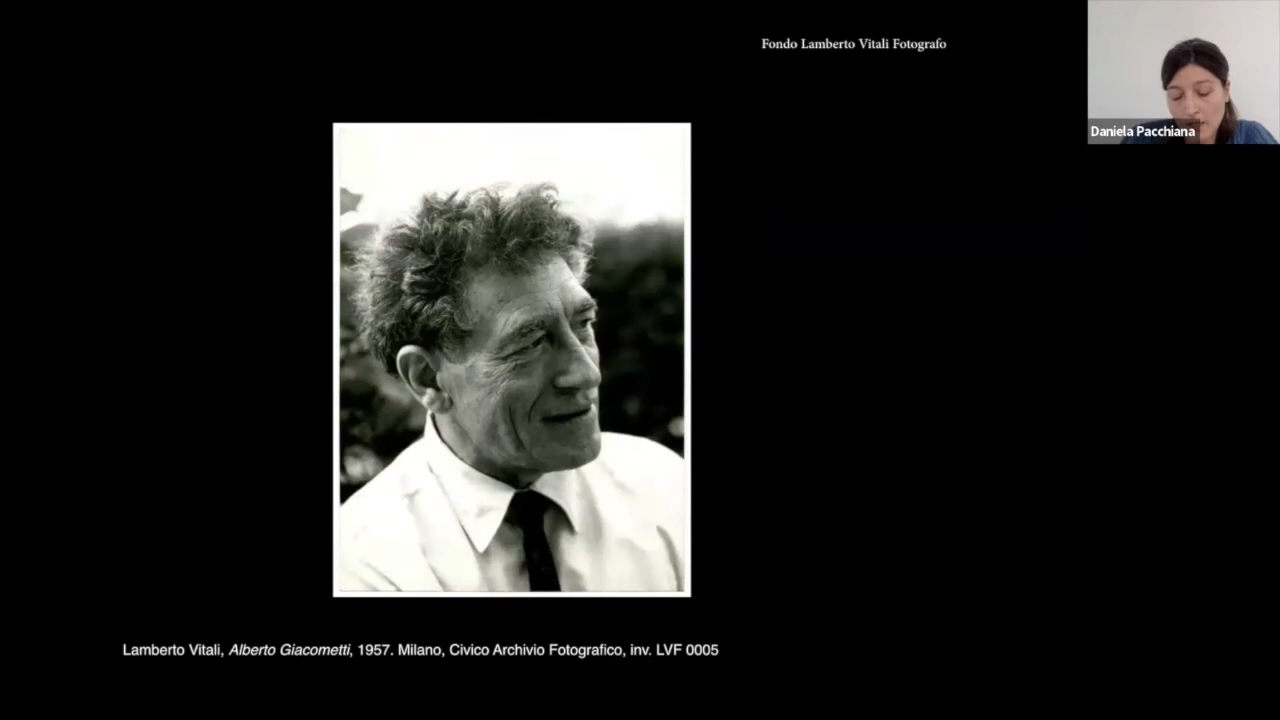 Fondo Lamberto Vitali Fotografo
Daniela Pacchiana
Lamberto Vitali, Alberto Giacometti, 1957. Milano, Civico Archivio Fotografico, inv. LVF 0005